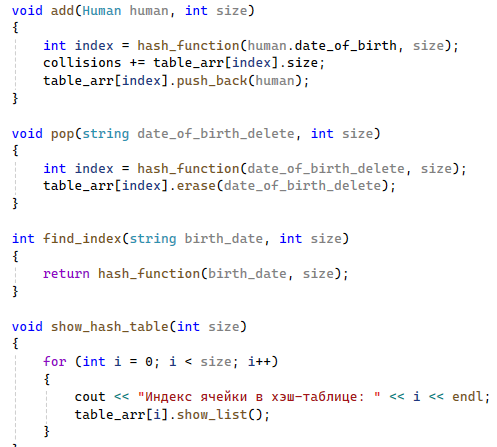 void add(Human human, int size)
{
    int index = hash_function(human.date_of_birth, size);
    collisions += table_arr[index].size;
    table_arr[index].push_back(human);
}

void pop(string date_of_birth_delete, int size)
{
    int index = hash_function(date_of_birth_delete, size);
    table_arr[index].erase(date_of_birth_delete);
}

int find_index(string birth_date, int size)
{
    return hash_function(birth_date, size);
}

void show_hash_table(int size)
{
    for (int i = 0; i < size; i++)
    {
        cout << "Индекс ячейки в хэш-таблице: " << i << endl;
        table_arr[i].show_list();
    }